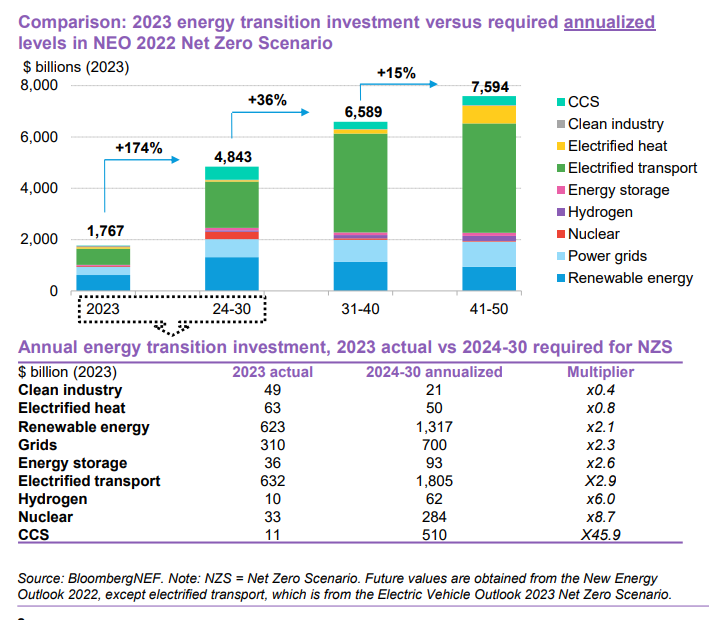 Comparison: 2023 energy transition investment versus required annualized
levels in NEO 2022 Net Zero Scenario
$ billions (2023)
8,000
6,000
4,000
2,000
0
1,767
+174%
4,843
+36%
6,589
+15%
7,594
2023
24-30
31-40
41-50
CCS
Clean industry
Electrified heat
Electrified transport
Energy storage
Hydrogen
Nuclear
Power grids
Renewable energy
Annual energy transition investment, 2023 actual vs 2024-30 required for NZS
$ billion (2023) 2023 actual 2024-30 annualized Multiplier
Clean industry 49 21 x0.4
Electrified heat 63 50 x0.8
Renewable energy 623 1,317 x2.1
Grids 310 700 x2.3
Energy storage 36 93 x2.6
Electrified transport 632 1,805 X2.9
Hydrogen 10 62 x6.0
Nuclear 33 284 x8.7
CCS 11 510 X45.9
Source: BloombergNEF. Note: NZS = Net Zero Scenario. Future values are obtained from the New Energy
Outlook 2022, except electrified transport, which is from the Electric Vehicle Outlook 2023 Net Zero Scenario.